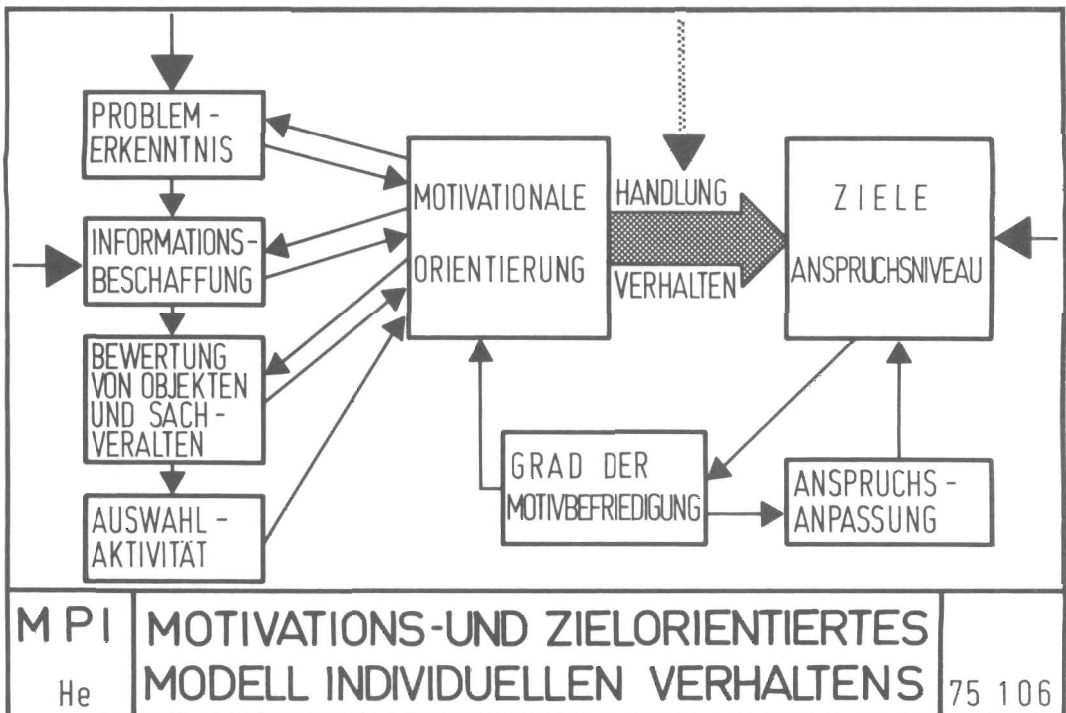 PROBLEM-
ERKENNTNIS
INFORMATIONS-
BESCHAFFUNG
BEWERTUNG
VON OBJEKTEN
UND SACH-
VERALTEN
AUSWAHL-
AKTIVITÄT
MOTIVATIONALE
ORIENTIERUNG
HANDLUNG
VERHALTEN
ZIELE
ANSPRUCHSNIVEAU
GRAD DER
MOTIVBEFRIEDIGUNG
ANSPRUCHS-
ANPASSUNG
MPI
He
MOTIVATIONS-UND ZIELORIENTIERTES
MODELL INDIVIDUELLEN VERHALTENS
75 106